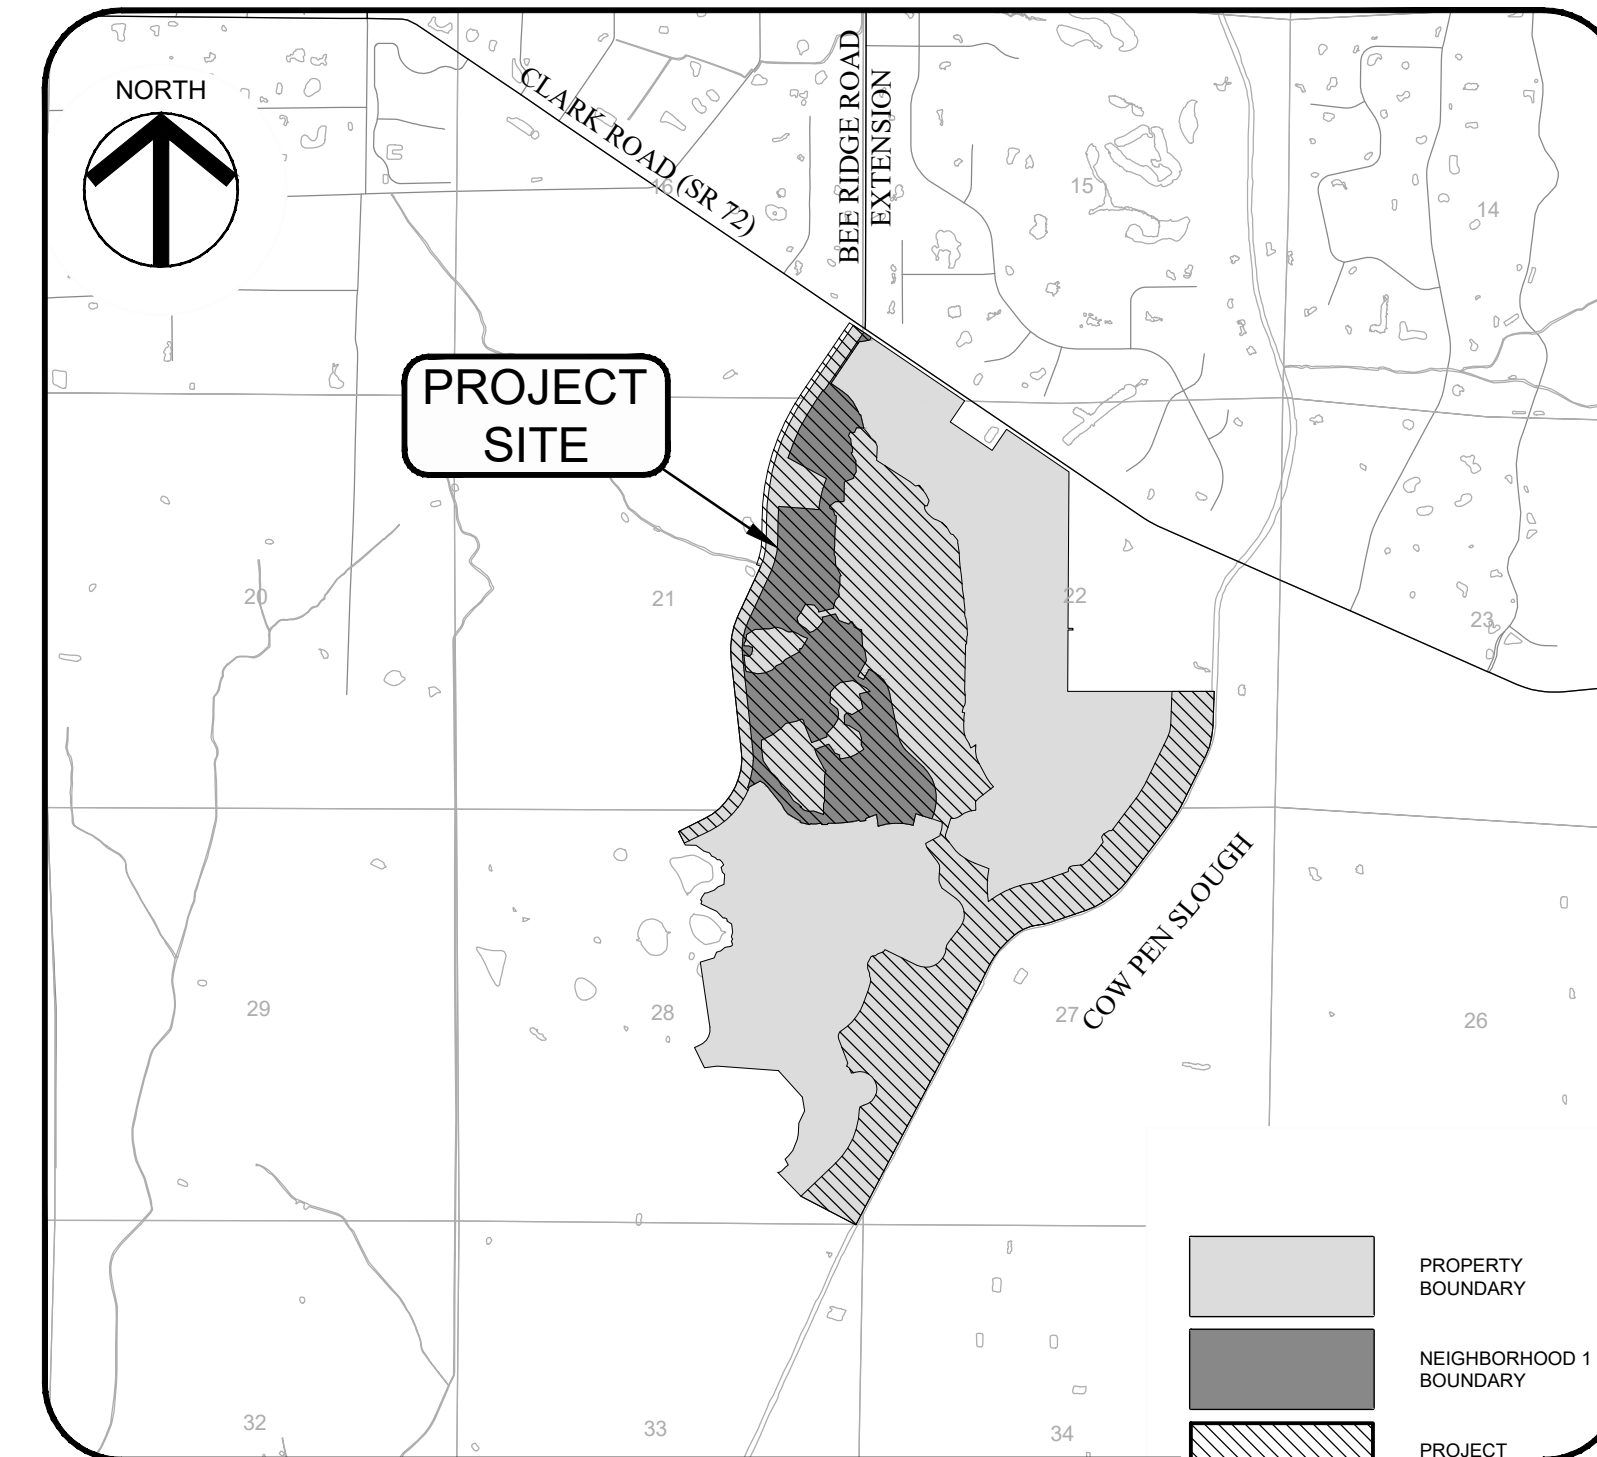 NORTH
CLARK ROAD (SR 72)
BEE RIDGE ROAD
EXTENSION
16
15
14
PROJECT
SITE
20
21
22
23
COW PEN SLOUGH
29
28
27
26
PROPERTY
BOUNDARY
NEIGHBORHOOD 1
BOUNDARY
32
33
34
PROJECT